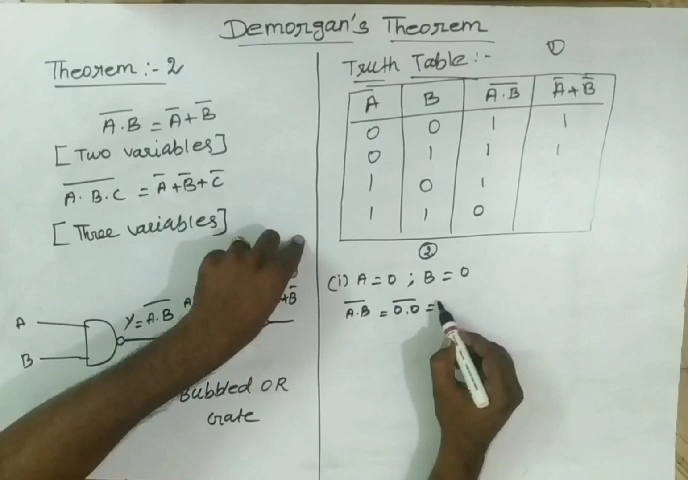 Demorgan's Theorem
Theorem :- 2
A̅.̅B̅ = A̅ + B̅
[Two variables]
A̅.̅B̅.̅C̅ = A̅+B̅+C̅
[Three variables]
A
B
Y = A̅.̅B̅
A
B̅
Bubbled OR
Gate
Truth Table :-
①
A B A̅.̅B̅ A̅+B̅
0 0 1 1
0 1 1 1
1 0 1
1 1 0
②
(i) A = 0 ; B = 0
A̅.̅B̅ = 0̅.̅0̅ =